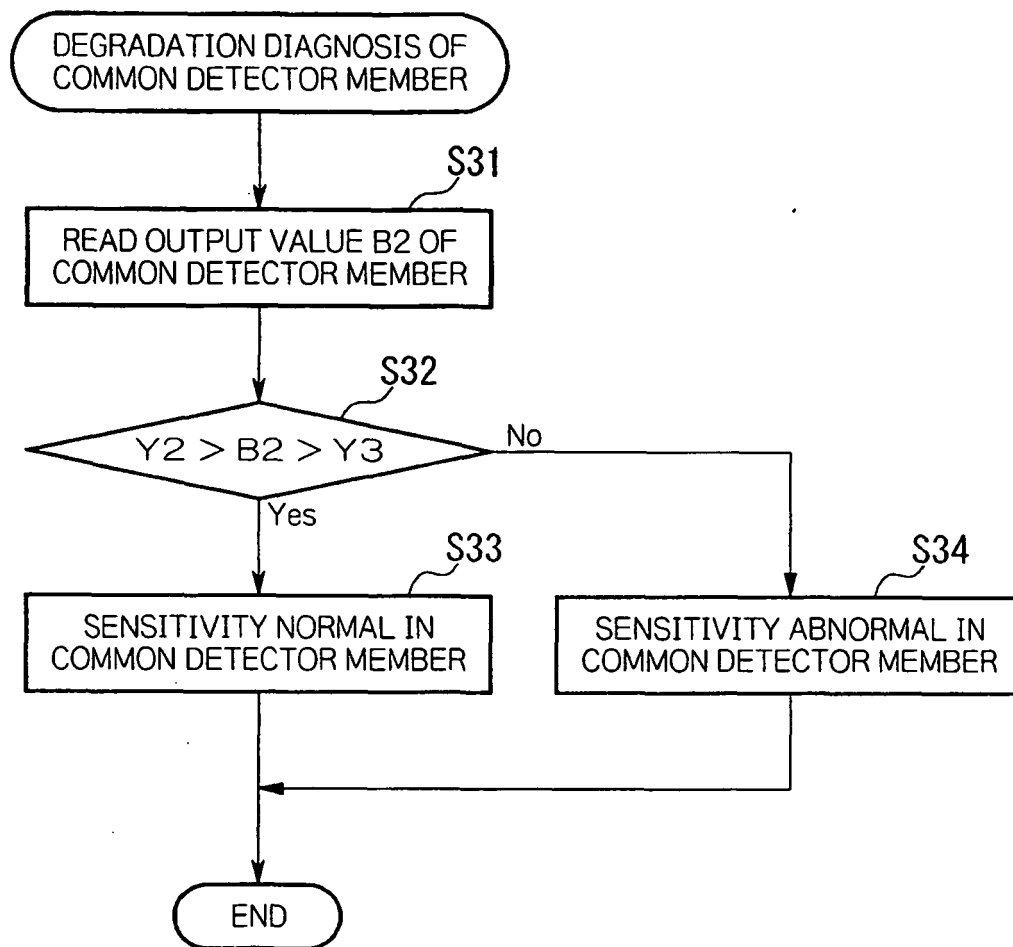 DEGRADATION DIAGNOSIS OF
COMMON DETECTOR MEMBER
S31
READ OUTPUT VALUE B2 OF
COMMON DETECTOR MEMBER
S32
Y2 > B2 > Y3
No
Yes
S33
SENSITIVITY NORMAL IN
COMMON DETECTOR MEMBER
S34
SENSITIVITY ABNORMAL IN
COMMON DETECTOR MEMBER
END